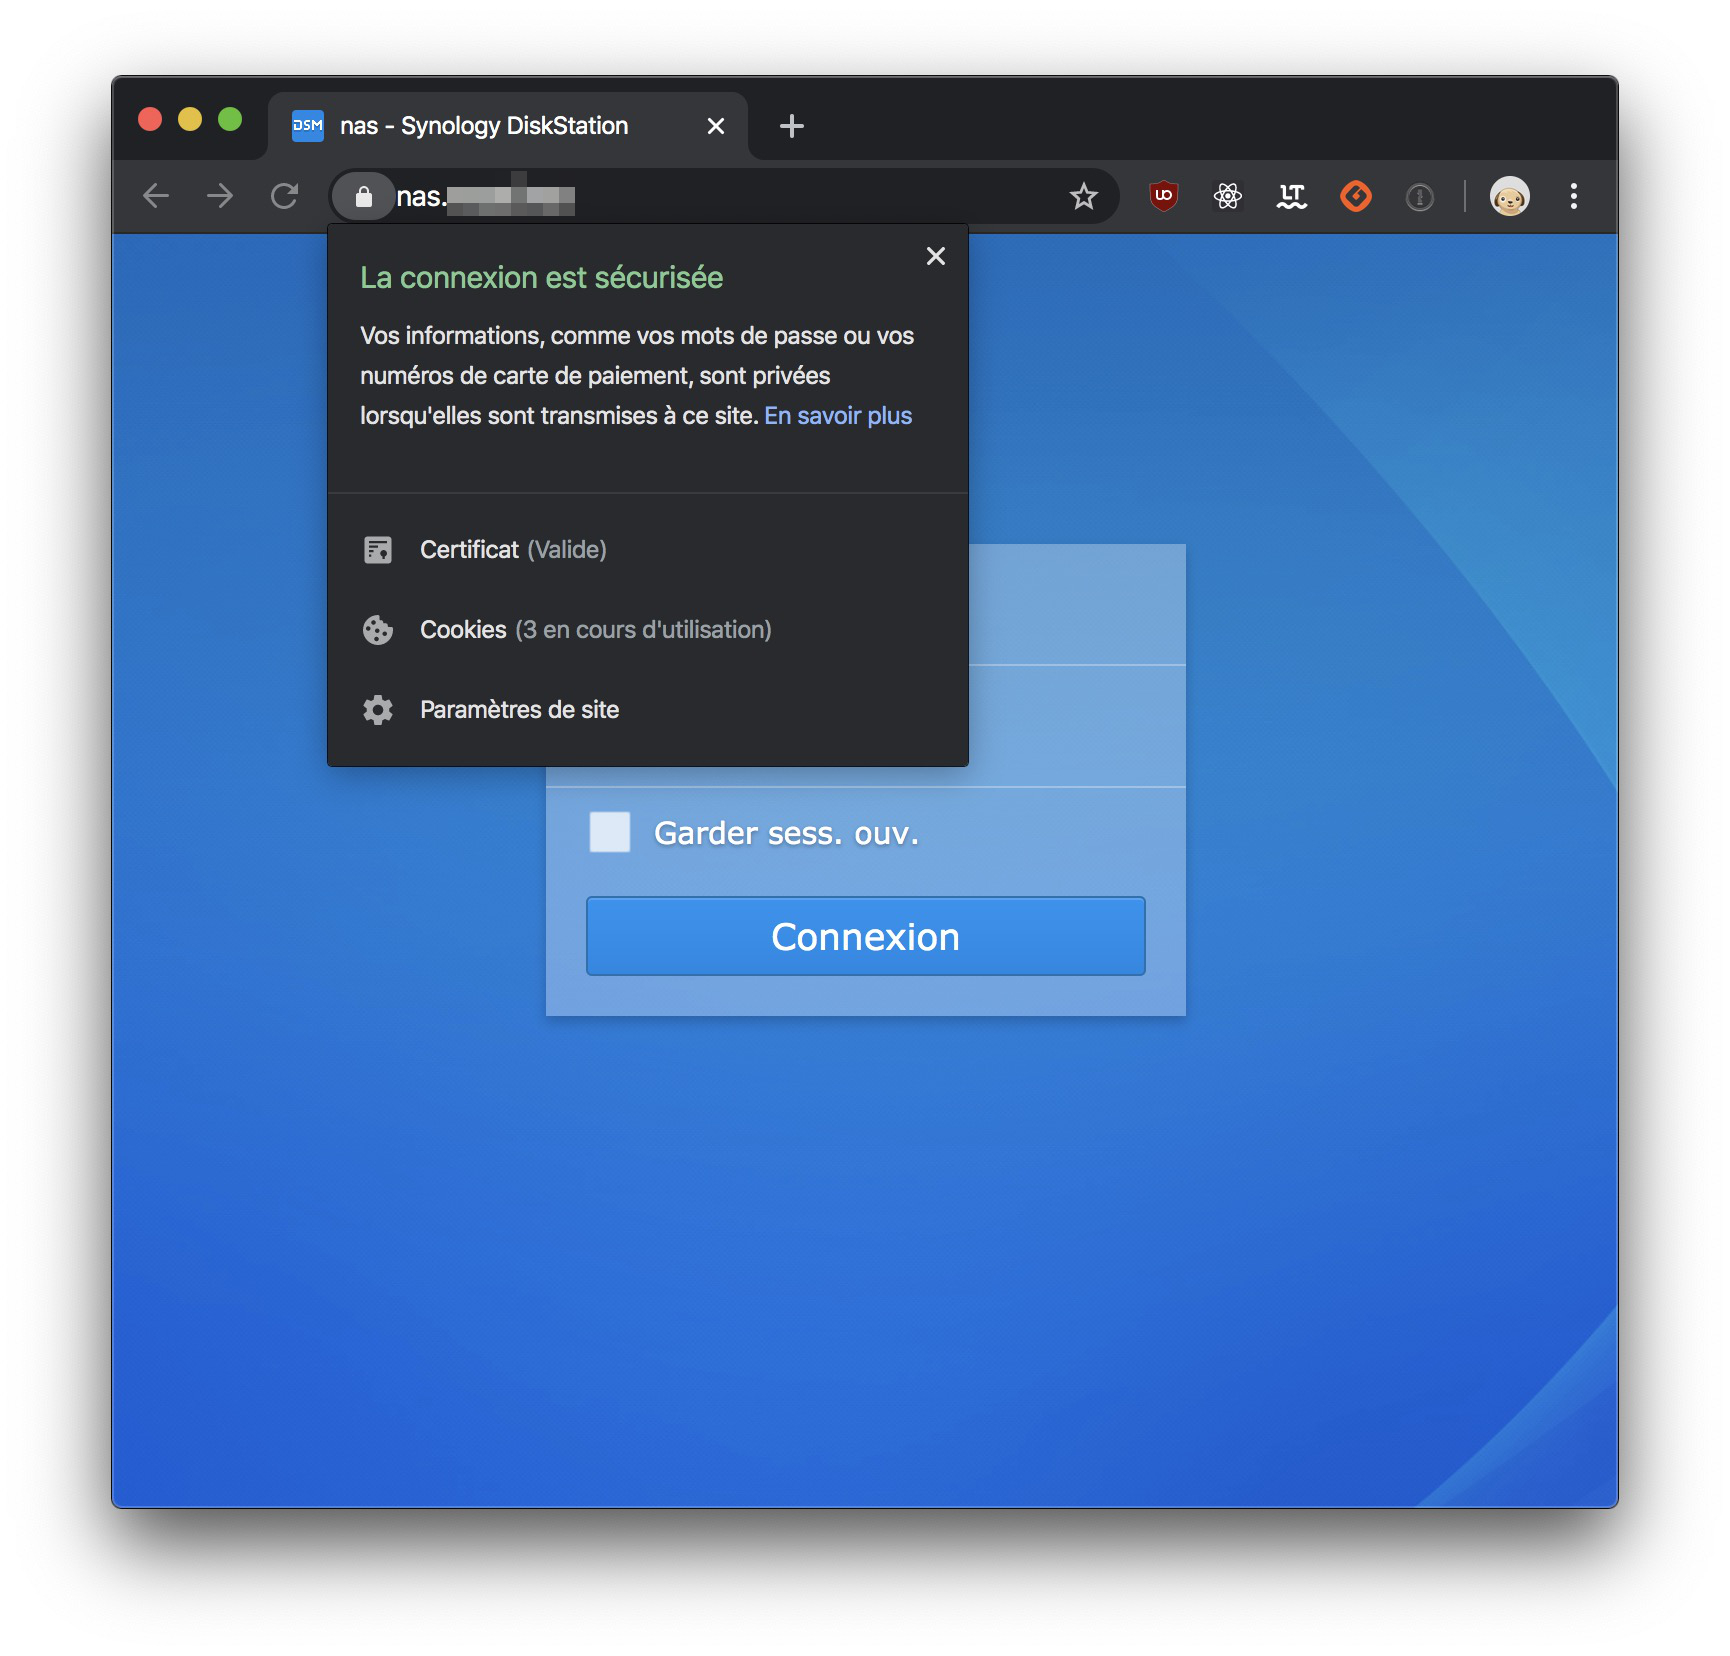 DSM
nas - Synology DiskStation
nas.
La connexion est sécurisée
Vos informations, comme vos mots de passe ou vos
numéros de carte de paiement, sont privées
lorsqu'elles sont transmises à ce site. En savoir plus
Certificat (Valide)
Cookies (3 en cours d'utilisation)
Paramètres de site
Garder sess. ouv.
Connexion